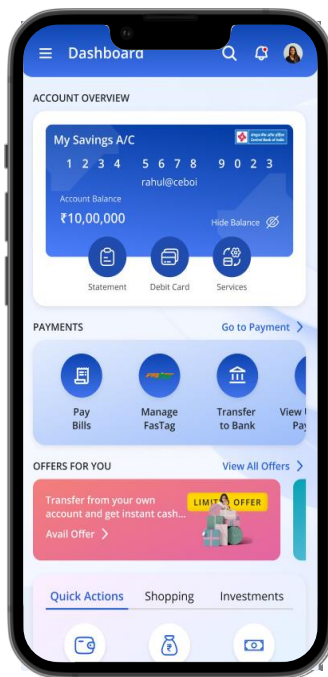 Dashboard
ACCOUNT OVERVIEW
My Savings A/C
Central Bank of India
1 2 3 4 5 6 7 8 9 0 2 3
rahul@ceboi
Account Balance
₹10,00,000
Hide Balance
Statement Debit Card Services
PAYMENTS Go to Payment
Pay Manage Transfer View
Bills FasTag to Bank Pay
OFFERS FOR YOU View All Offers
Transfer from your own
account and get instant cash...
LIMIT OFFER
Avail Offer
Quick Actions Shopping Investments